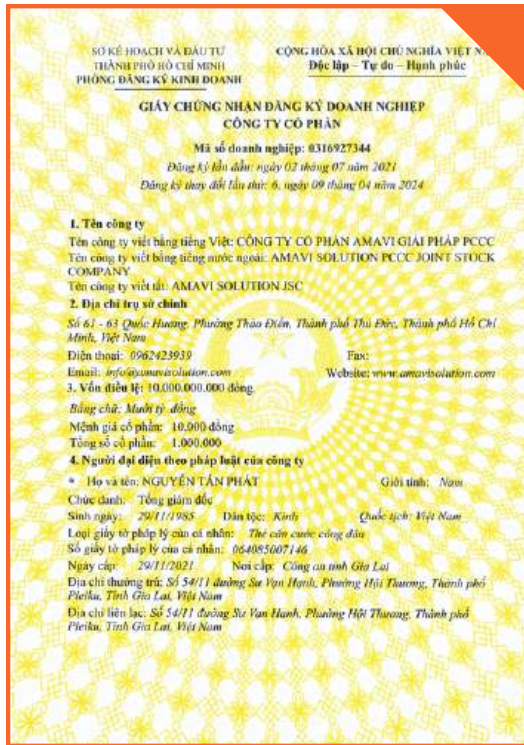 SỞ KẾ HOẠCH VÀ ĐẦU TƯ
THÀNH PHỐ HỒ CHÍ MINH
PHÒNG ĐĂNG KÝ KINH DOANH
CỘNG HÒA XÃ HỘI CHỦ NGHĨA VIỆT
Độc lập – Tự do – Hạnh phúc
GIẤY CHỨNG NHẬN ĐĂNG KÝ DOANH NGHIỆP
CÔNG TY CỔ PHẦN
Mã số doanh nghiệp: 0316927344
Đăng ký lần đầu: ngày 02 tháng 07 năm 2021
Đăng ký thay đổi lần thứ: 6, ngày 09 tháng 04 năm 2024
1. Tên công ty
Tên công ty viết bằng tiếng Việt: CÔNG TY CỔ PHẦN AMAVI GIẢI PHÁP PCCC
Tên công ty viết bằng tiếng nước ngoài: AMAVI SOLUTION PCCC JOINT STOCK
COMPANY
Tên công ty viết tắt: AMAVI SOLUTION JSC
2. Địa chỉ trụ sở chính
Số 61 - 63 Quốc Hương, Phường Thảo Điền, Thành phố Thủ Đức, Thành phố Hồ Chí
Minh, Việt Nam
Điện thoại: 0962423939 Fax:
Email: info@amavisolution.com Website: www.amavisolution.com
3. Vốn điều lệ: 10.000.000.000 đồng.
Bằng chữ: Mười tỷ đồng
Mệnh giá cổ phần: 10.000 đồng
Tổng số cổ phần: 1.000.000
4. Người đại diện theo pháp luật của công ty
* Họ và tên: NGUYỄN TẤN PHÁT Giới tính: Nam
Chức danh: Tổng giám đốc
Sinh ngày: 29/11/1985 Dân tộc: Kinh Quốc tịch: Việt Nam
Loại giấy tờ pháp lý của cá nhân: Thẻ căn cước công dân
Số giấy tờ pháp lý của cá nhân: 064085007146
Ngày cấp: 29/11/2021 Nơi cấp: Công an tỉnh Gia Lai
Địa chỉ thường trú: Số 54/11 đường Sư Vạn Hạnh, Phường Hội Thương, Thành phố
Pleiku, Tỉnh Gia Lai, Việt Nam
Địa chỉ liên lạc: Số 54/11 đường Sư Vạn Hạnh, Phường Hội Thương, Thành phố
Pleiku, Tỉnh Gia Lai, Việt Nam